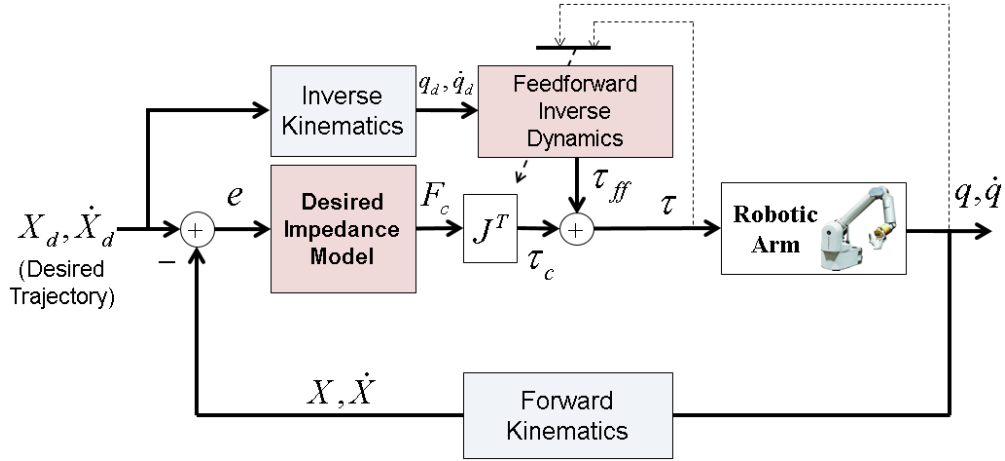 Inverse
Kinematics
q_d, q̇_d
Feedforward
Inverse
Dynamics
X_d, Ẋ_d
(Desired
Trajectory)
+
−
e
Desired
Impedance
Model
F_c
J^T
τ_c
+
τ_ff
τ
Robotic
Arm
q, q̇
X, Ẋ
Forward
Kinematics